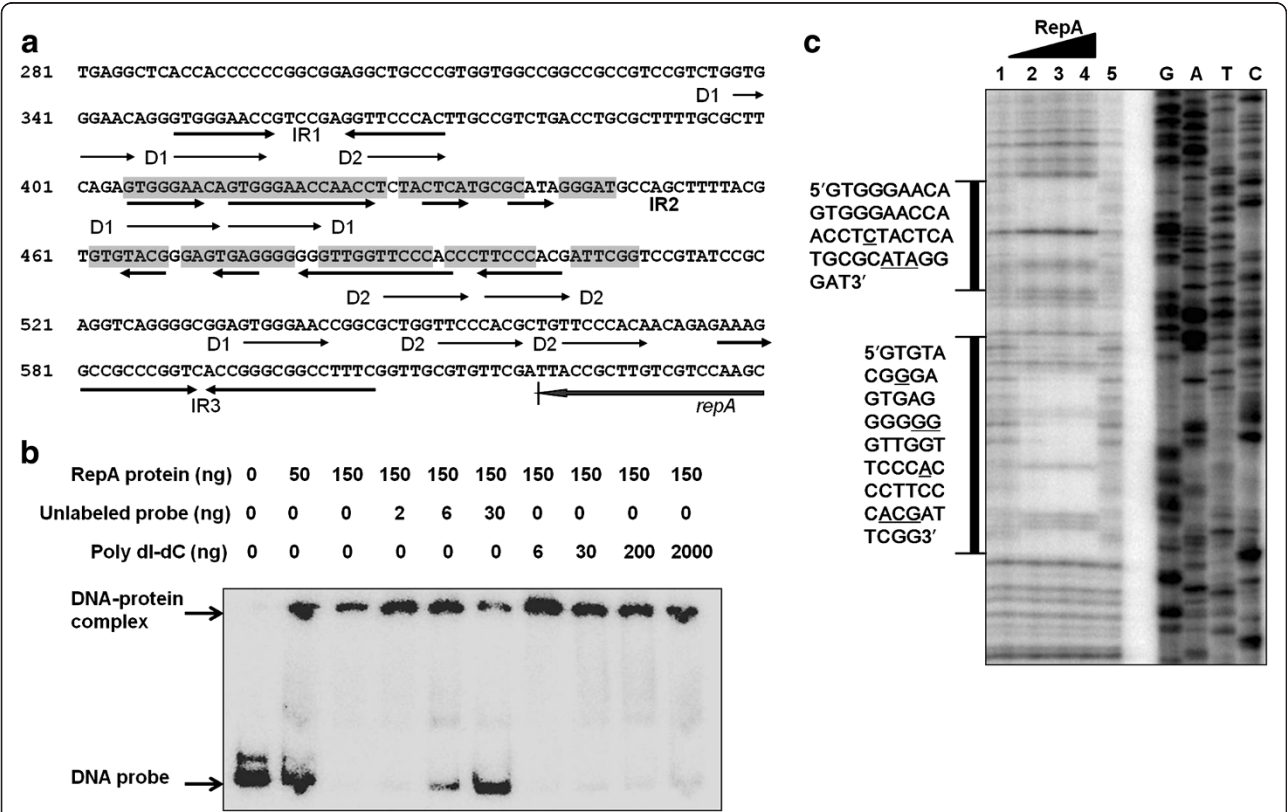 a
281 TGAGGCTCACCACCCCCCGGCGGAGGCTGCCCGTGGTGGCCGGCCGCCGTCCGTCTGGTG
D1
341 GGAACAGGGTGGGAACCGTCCGAGGTTCCCACTTGCCGTCTGACCTGCGCTTTTGCGCTT
IR1
D1 D2
401 CAGAGTGGGAACAGTGGGAACCAACCTCTACTCATGCGCATAGGGATGCCAGCTTTTACG
IR2
D1 D1
461 TGTGTACGGGAGTGAGGGGGGGTTGGTTCCCACCCTTCCCACGATTCGGTCCGTATCCGC
D2 D2
521 AGGTCAGGGGCGGAGTGGGAACCGGCGCTGGTTCCCACGCTGTTCCCACAACAGAGAAAG
D1 D2 D2
581 GCCGCCCGGTCACCGGGCGGCCTTTCGGTTGCGTGTTCGATTACCGCTTGTCGTCCAAGC
IR3 repA
b
RepA protein (ng) 0 50 150 150 150 150 150 150 150 150
Unlabeled probe (ng) 0 0 0 2 6 30 0 0 0 0
Poly dI-dC (ng) 0 0 0 0 0 0 6 30 200 2000
DNA-protein
complex
DNA probe
c
RepA
1 2 3 4 5 G A T C
5′GTGGGAACA
GTGGGAACCA
ACCTCTACTCA
TGCGCATAGG
GAT3′
5′GTGTA
CGGGA
GTGAG
GGGGG
GTTGGT
TCCCAC
CCTTCC
CACGAT
TCGG3′